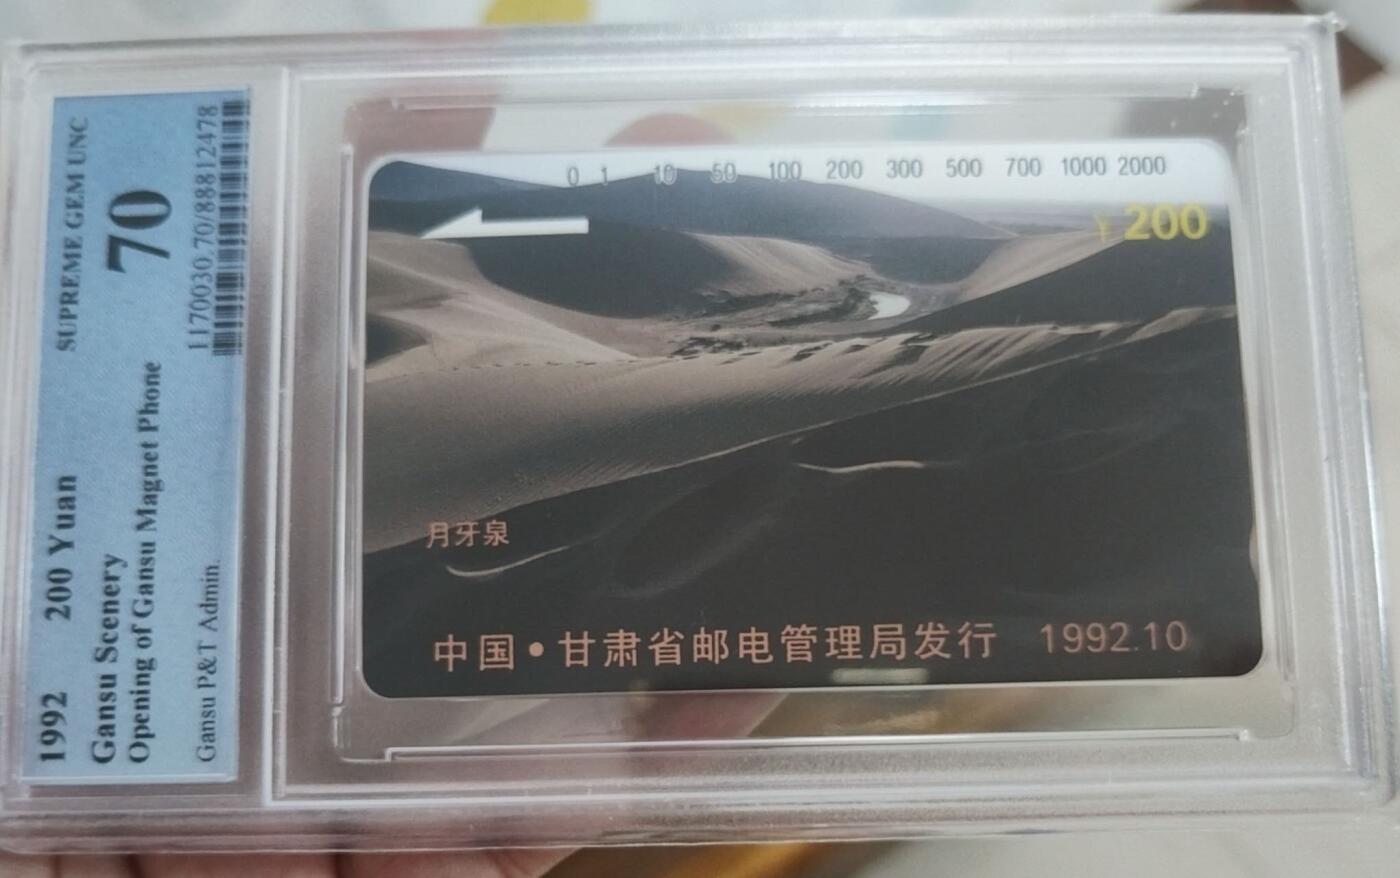 1992 200 Yuan SUPREME GEM UNC
Gansu Scenery 70
Opening of Gansu Magnet Phone
Gansu P&T Admin. 1170030.70/88812478
0 1 10 50 100 200 300 500 700 1000 2000
¥200
月牙泉
中国·甘肃省邮电管理局发行 1992.10